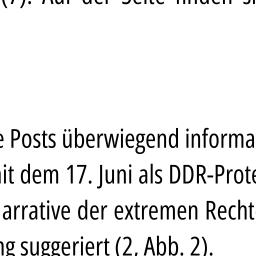 (7). Auf der Seite finden si
e Posts überwiegend informa
it dem 17. Juni als DDR-Prote
arrative der extremen Recht
ng suggeriert (2, Abb. 2).